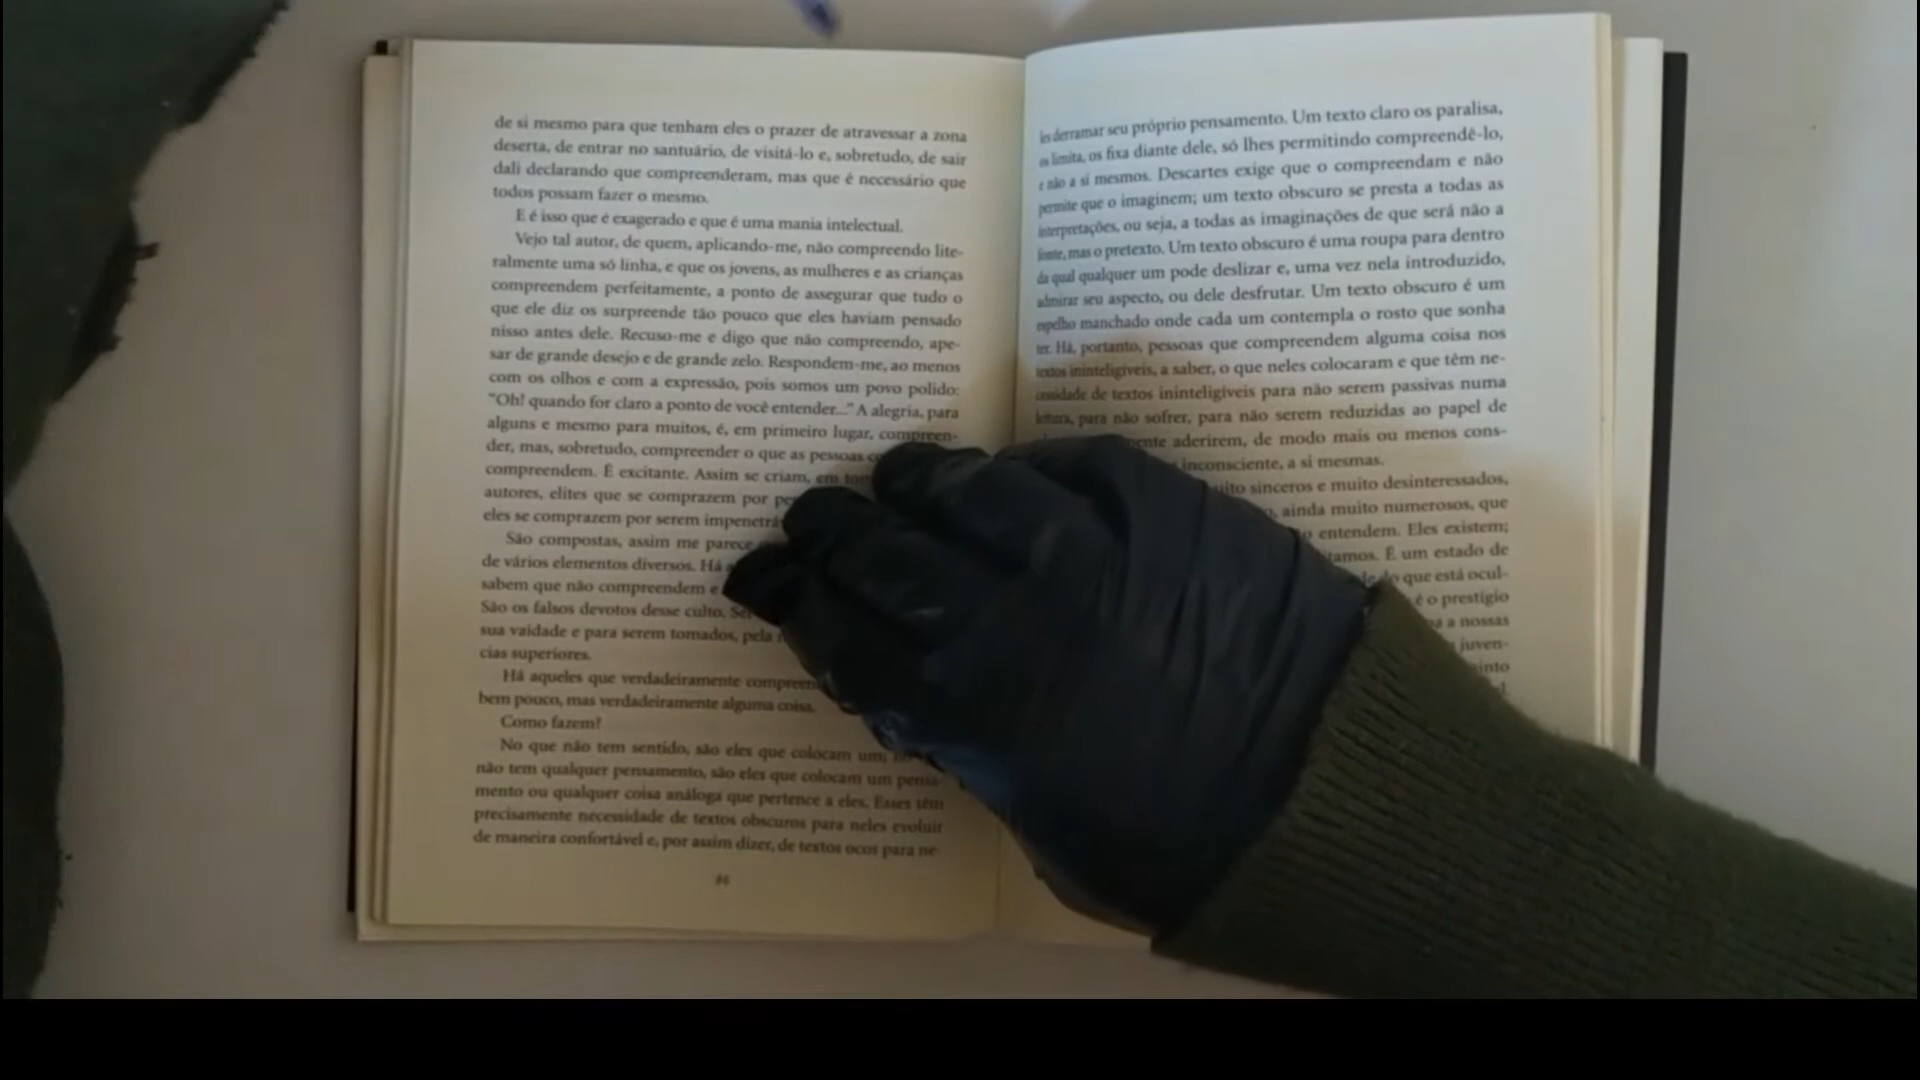 de si mesmo para que tenham eles o prazer de atravessar a zona
deserta, de entrar no santuário, de visitá-lo e, sobretudo, de sair
dali declarando que compreenderam, mas que é necessário que
todos possam fazer o mesmo.
E é isso que é exagerado e que é uma mania intelectual.
Vejo tal autor, de quem, aplicando-me, não compreendo lite-
ralmente uma só linha, e que os jovens, as mulheres e as crianças
compreendem perfeitamente, a ponto de assegurar que tudo o
que ele diz os surpreende tão pouco que eles haviam pensado
nisso antes dele. Recuso-me e digo que não compreendo, ape-
sar de grande desejo e de grande zelo. Respondem-me, ao menos
com os olhos e com a expressão, pois somos um povo polido:
"Oh! quando for claro a ponto de você entender..." A alegria, para
alguns e mesmo para muitos, é, em primeiro lugar, compreen-
der, mas, sobretudo, compreender o que as pessoas
compreendem. É excitante. Assim se criam, em
autores, elites que se comprazem por
eles se comprazem por serem
São compostas, assim me parece
de vários elementos diversos. Há
sabem que não compreendem e
São os falsos devotos desse culto.
sua vaidade e para serem tomados, pela
cias superiores.
Há aqueles que verdadeiramente
bem pouco, mas verdadeiramente alguma coisa.
Como fazem?
No que não tem sentido, são eles que colocam um;
não tem qualquer pensamento, são eles que colocam um pensa-
mento ou qualquer coisa análoga que pertence a eles. Esses têm
precisamente necessidade de textos obscuros para neles evoluir
de maneira confortável e, por assim dizer, de textos ocos para ne-
86
les derramar seu próprio pensamento. Um texto claro os paralisa,
os limita, os fixa diante dele, só lhes permitindo compreendê-lo,
e não a si mesmos. Descartes exige que o compreendam e não
permite que o imaginem; um texto obscuro se presta a todas as
interpretações, ou seja, a todas as imaginações de que será não a
fonte, mas o pretexto. Um texto obscuro é uma roupa para dentro
da qual qualquer um pode deslizar e, uma vez nela introduzido,
admirar seu aspecto, ou dele desfrutar. Um texto obscuro é um
espelho manchado onde cada um contempla o rosto que sonha
ter. Há, portanto, pessoas que compreendem alguma coisa nos
textos ininteligíveis, a saber, o que neles colocaram e que têm ne-
cessidade de textos ininteligíveis para não serem passivas numa
leitura, para não sofrer, para não serem reduzidas ao papel de
aderirem, de modo mais ou menos cons-
inconsciente, a si mesmas.
sinceros e muito desinteressados,
ainda muito numerosos, que
entendem. Eles existem;
É um estado de
do que está ocul-
é o prestígio
a nossas
juven-